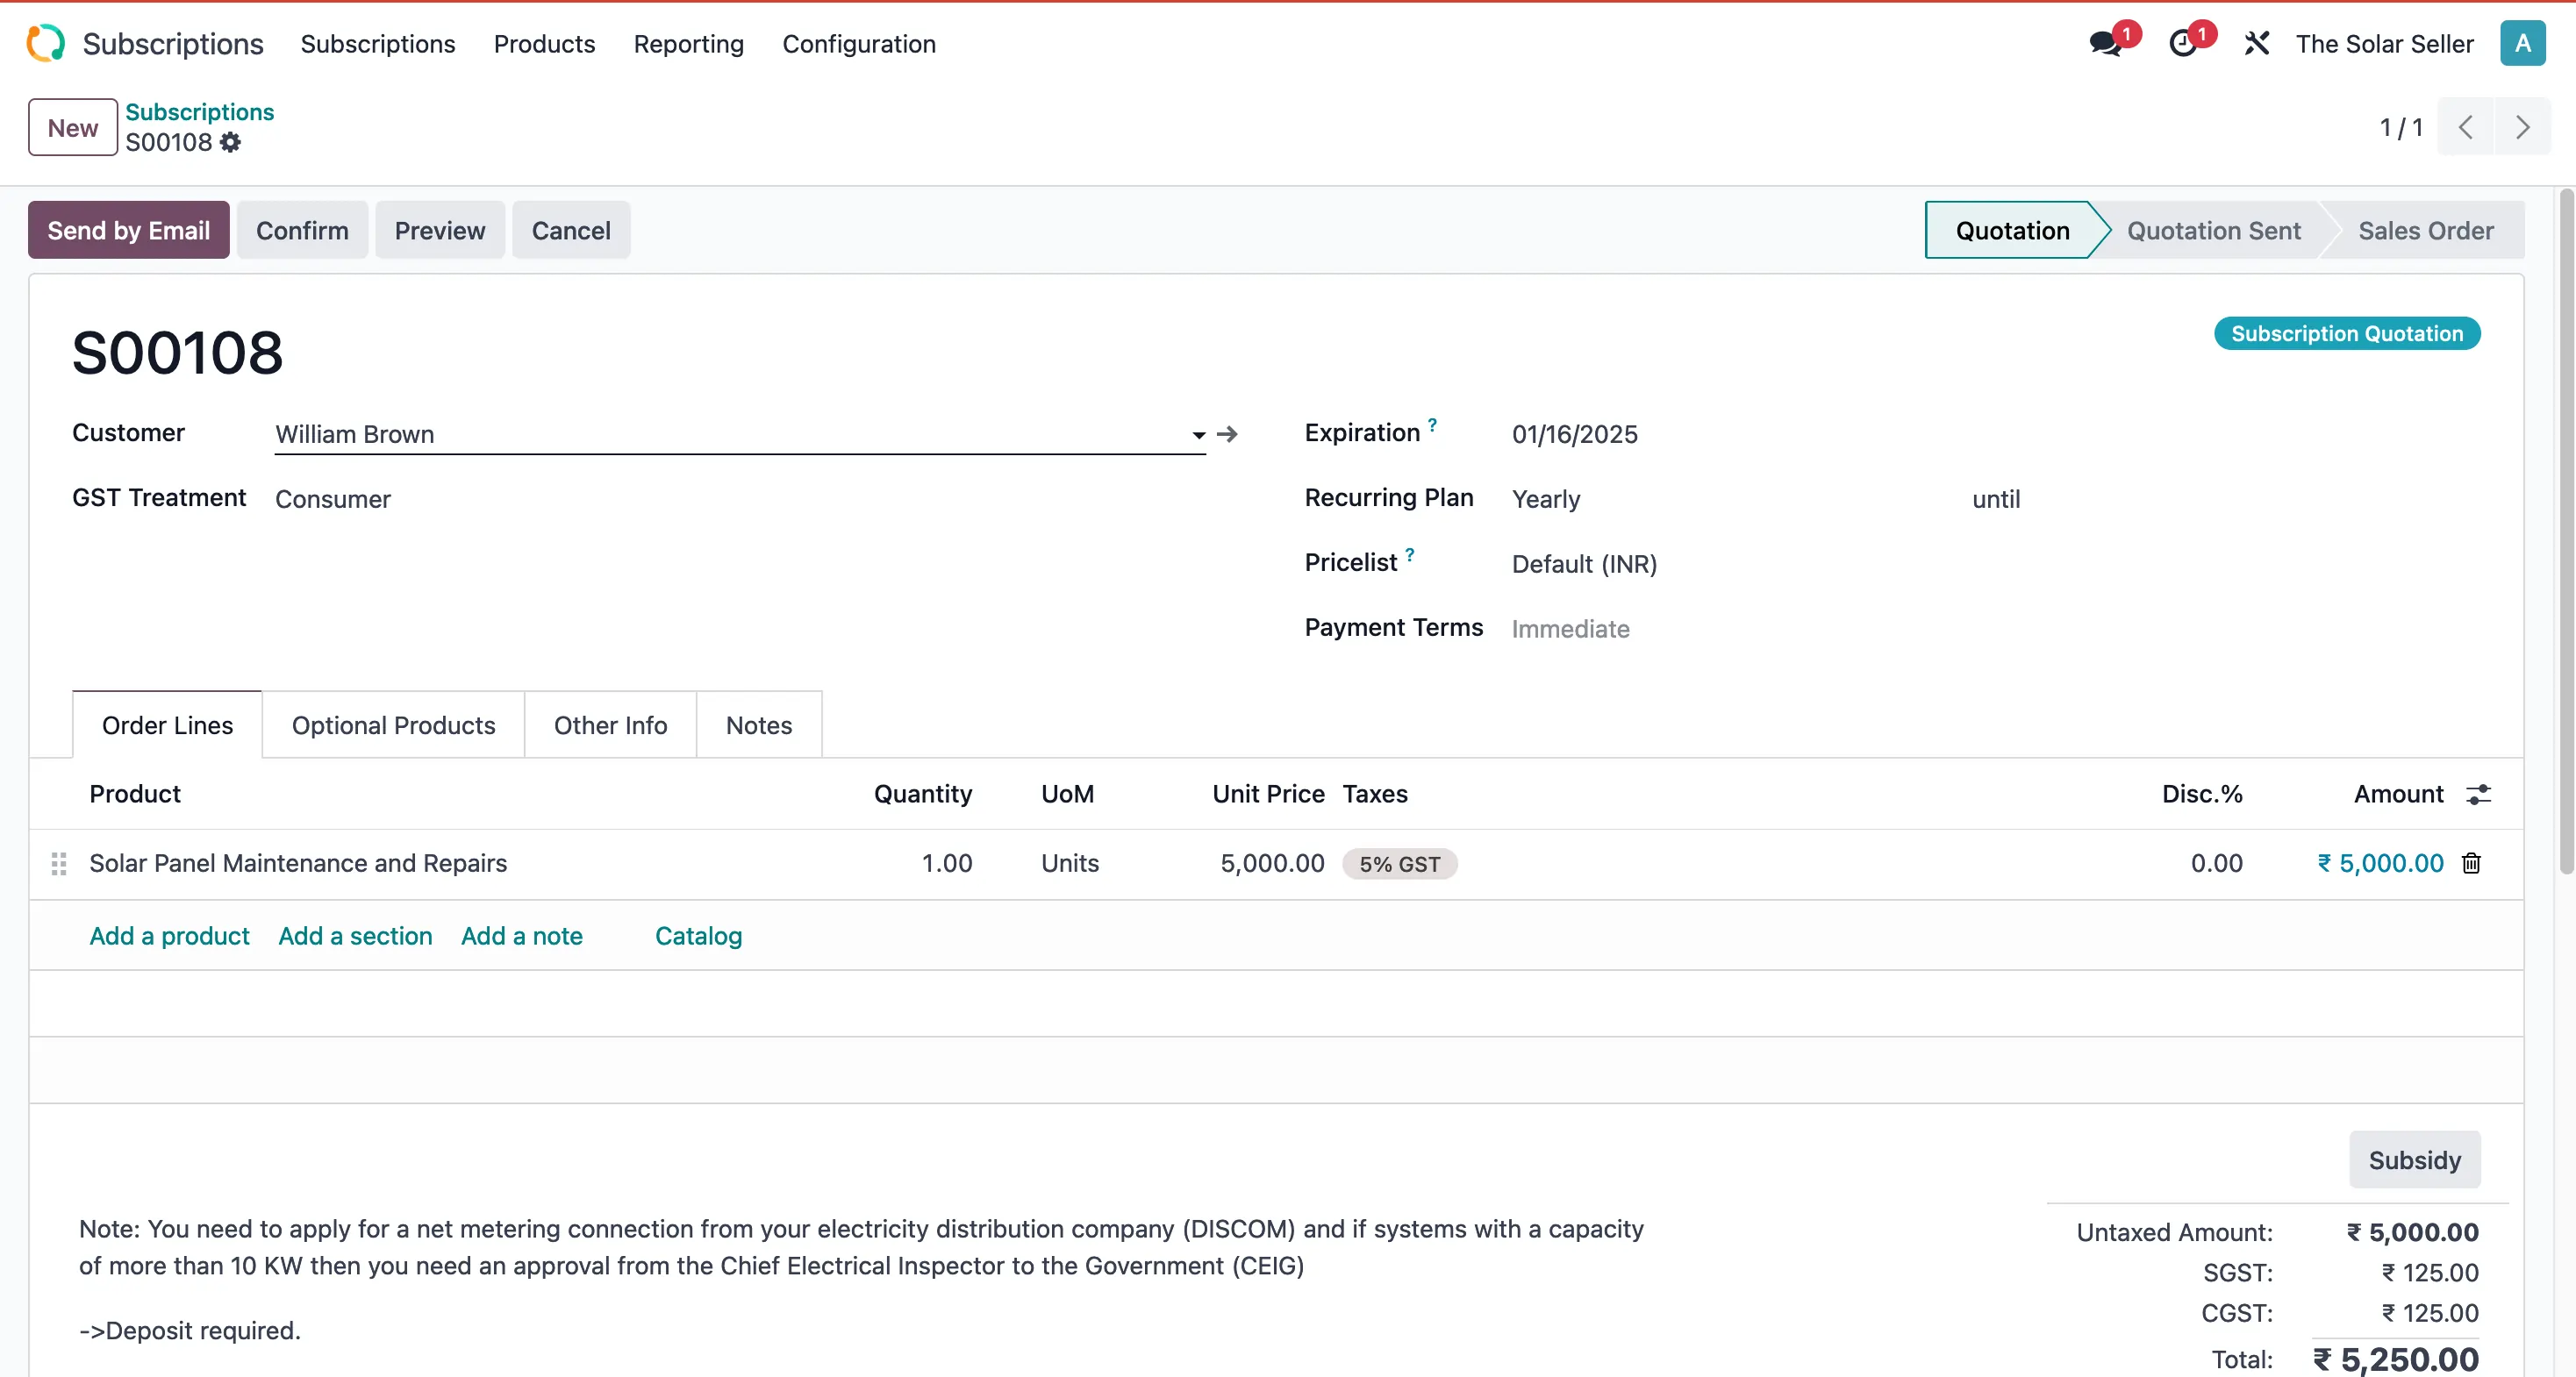 Subscriptions Subscriptions Products Reporting Configuration 1 1 The Solar Seller A
New Subscriptions
S00108 1 / 1
Send by Email Confirm Preview Cancel Quotation Quotation Sent Sales Order
Subscription Quotation
S00108
Customer William Brown Expiration ? 01/16/2025
GST Treatment Consumer Recurring Plan Yearly until
Pricelist ? Default (INR)
Payment Terms Immediate
Order Lines Optional Products Other Info Notes
Product Quantity UoM Unit Price Taxes Disc.% Amount
Solar Panel Maintenance and Repairs 1.00 Units 5,000.00 5% GST 0.00 ₹ 5,000.00
Add a product Add a section Add a note Catalog
Subsidy
Note: You need to apply for a net metering connection from your electricity distribution company (DISCOM) and if systems with a capacity
of more than 10 KW then you need an approval from the Chief Electrical Inspector to the Government (CEIG)
->Deposit required.
Untaxed Amount: ₹ 5,000.00
SGST: ₹ 125.00
CGST: ₹ 125.00
Total: ₹ 5,250.00